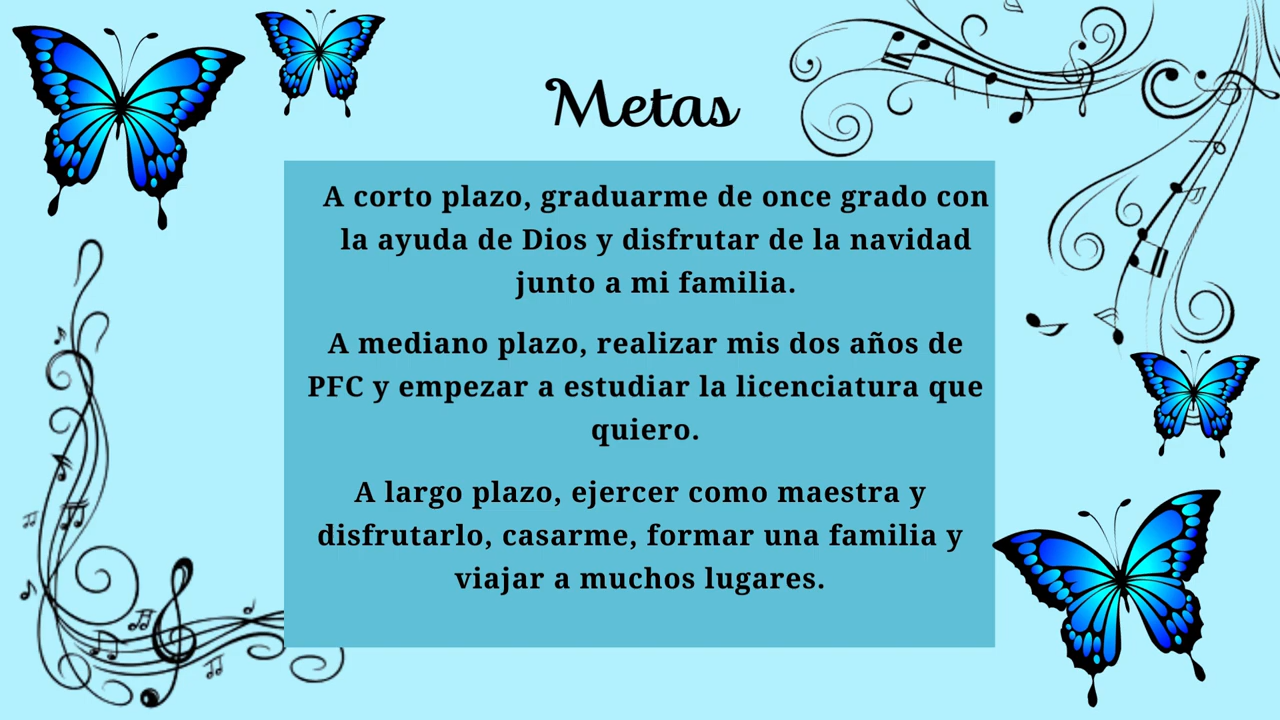 Metas
A corto plazo, graduarme de once grado con
la ayuda de Dios y disfrutar de la navidad
junto a mi familia.
A mediano plazo, realizar mis dos años de
PFC y empezar a estudiar la licenciatura que
quiero.
A largo plazo, ejercer como maestra y
disfrutarlo, casarme, formar una familia y
viajar a muchos lugares.